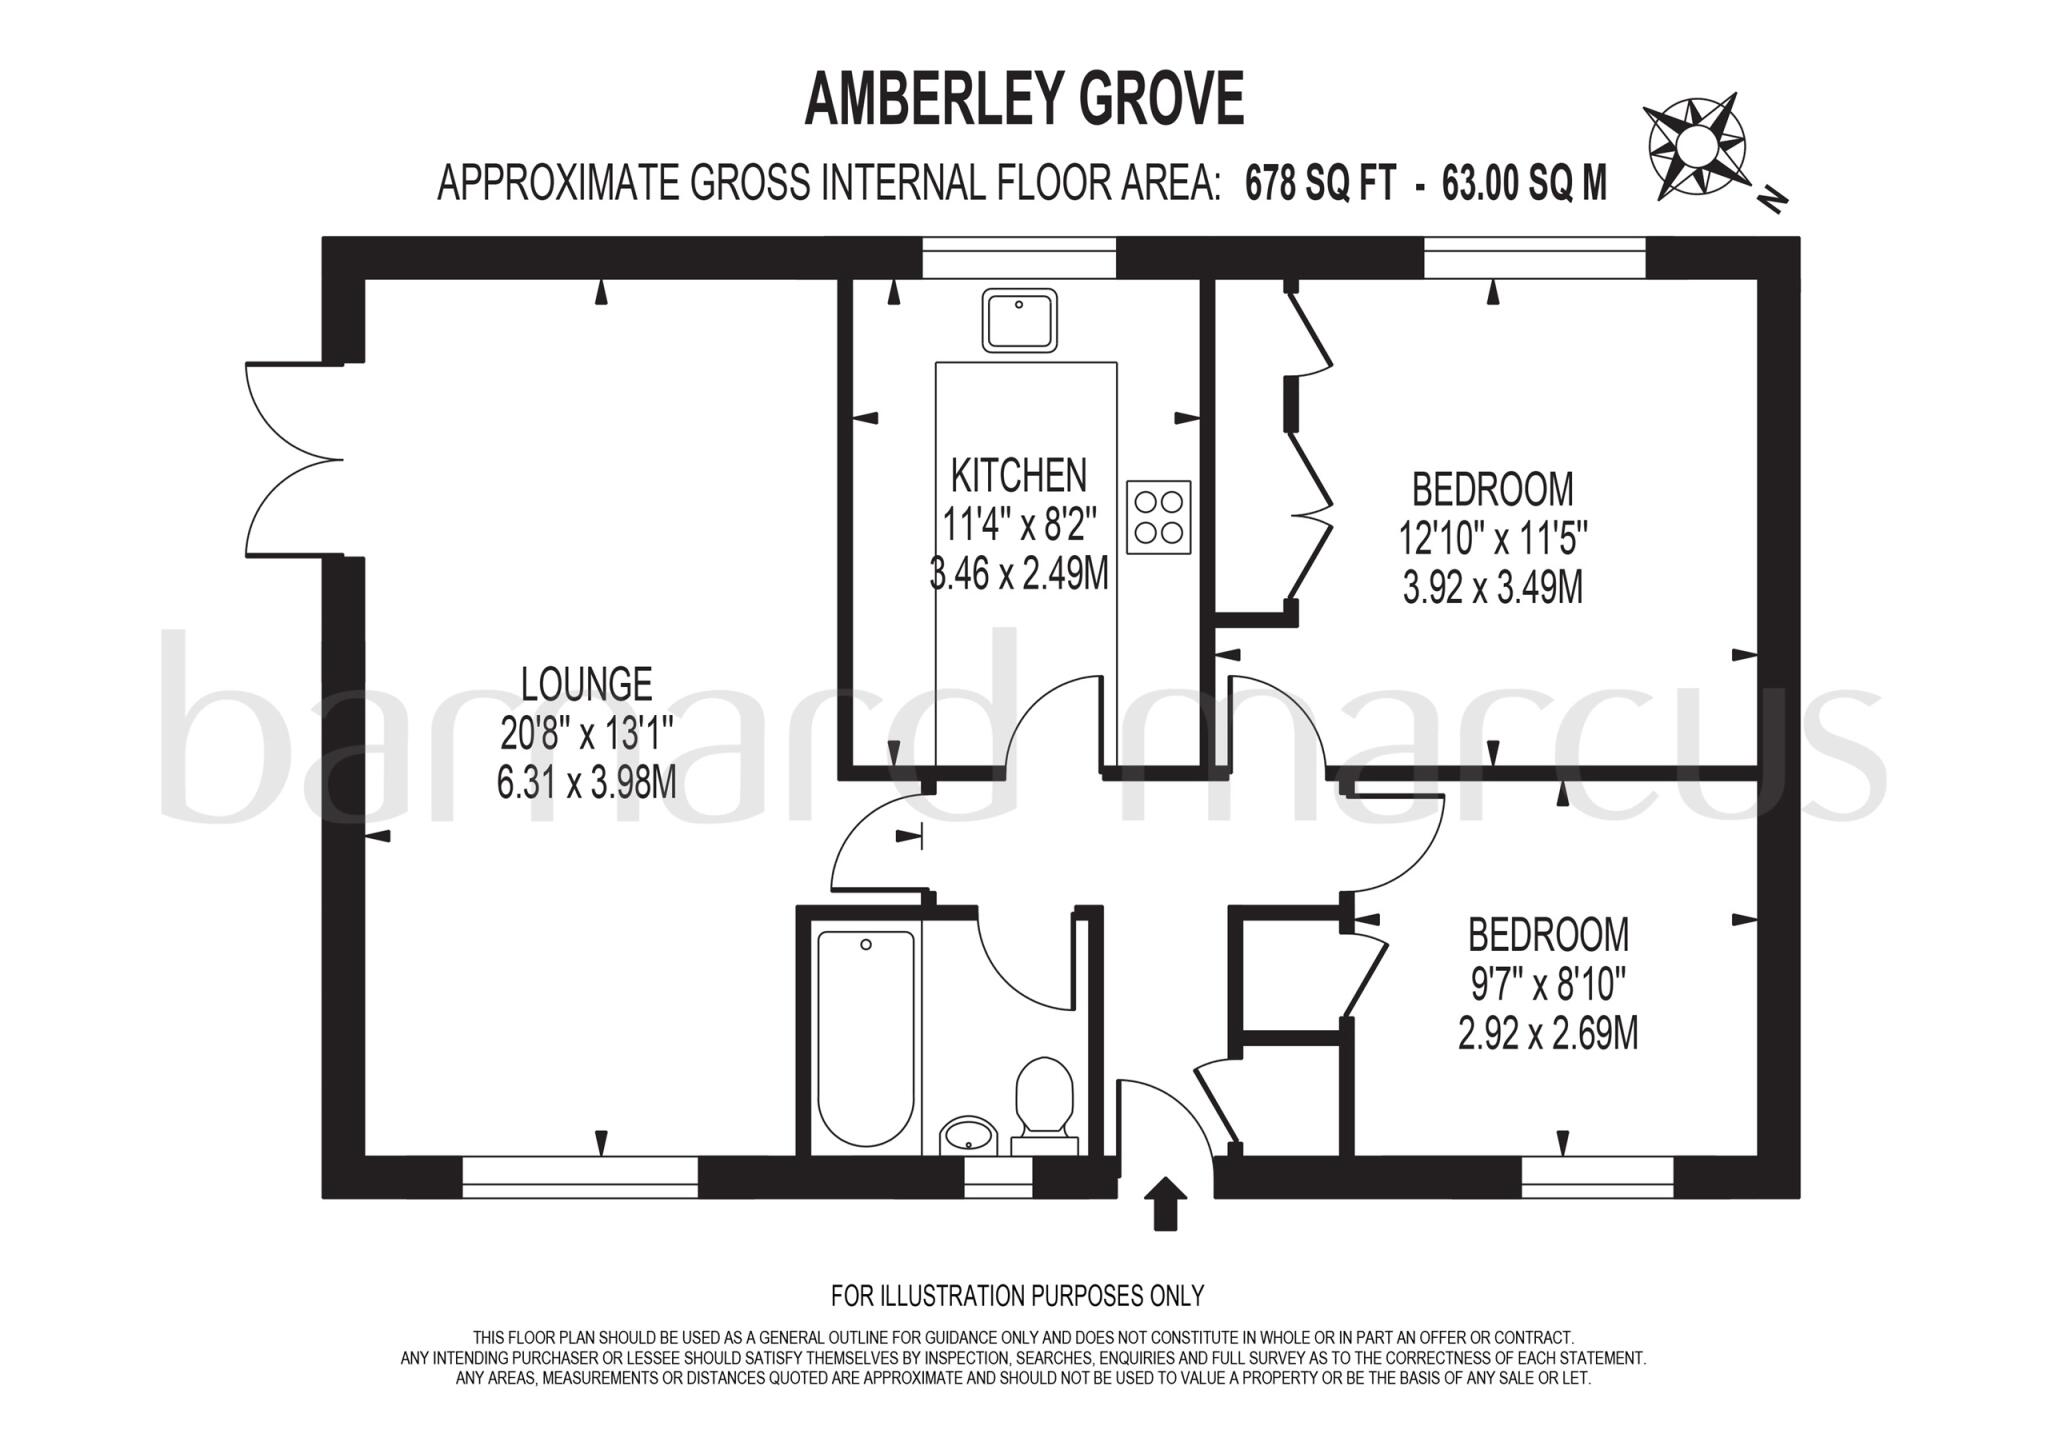 AMBERLEY GROVE
APPROXIMATE GROSS INTERNAL FLOOR AREA: 678 SQ FT - 63.00 SQ M
N
KITCHEN
11'4" x 8'2"
3.46 x 2.49M
BEDROOM
12'10" x 11'5"
3.92 x 3.49M
LOUNGE
20'8" x 13'1"
6.31 x 3.98M
barnard marcus
BEDROOM
9'7" x 8'10"
2.92 x 2.69M
FOR ILLUSTRATION PURPOSES ONLY
THIS FLOOR PLAN SHOULD BE USED AS A GENERAL OUTLINE FOR GUIDANCE ONLY AND DOES NOT CONSTITUTE IN WHOLE OR IN PART AN OFFER OR CONTRACT.
ANY INTENDING PURCHASER OR LESSEE SHOULD SATISFY THEMSELVES BY INSPECTION, SEARCHES, ENQUIRIES AND FULL SURVEY AS TO THE CORRECTNESS OF EACH STATEMENT.
ANY AREAS, MEASUREMENTS OR DISTANCES QUOTED ARE APPROXIMATE AND SHOULD NOT BE USED TO VALUE A PROPERTY OR BE THE BASIS OF ANY SALE OR LET.